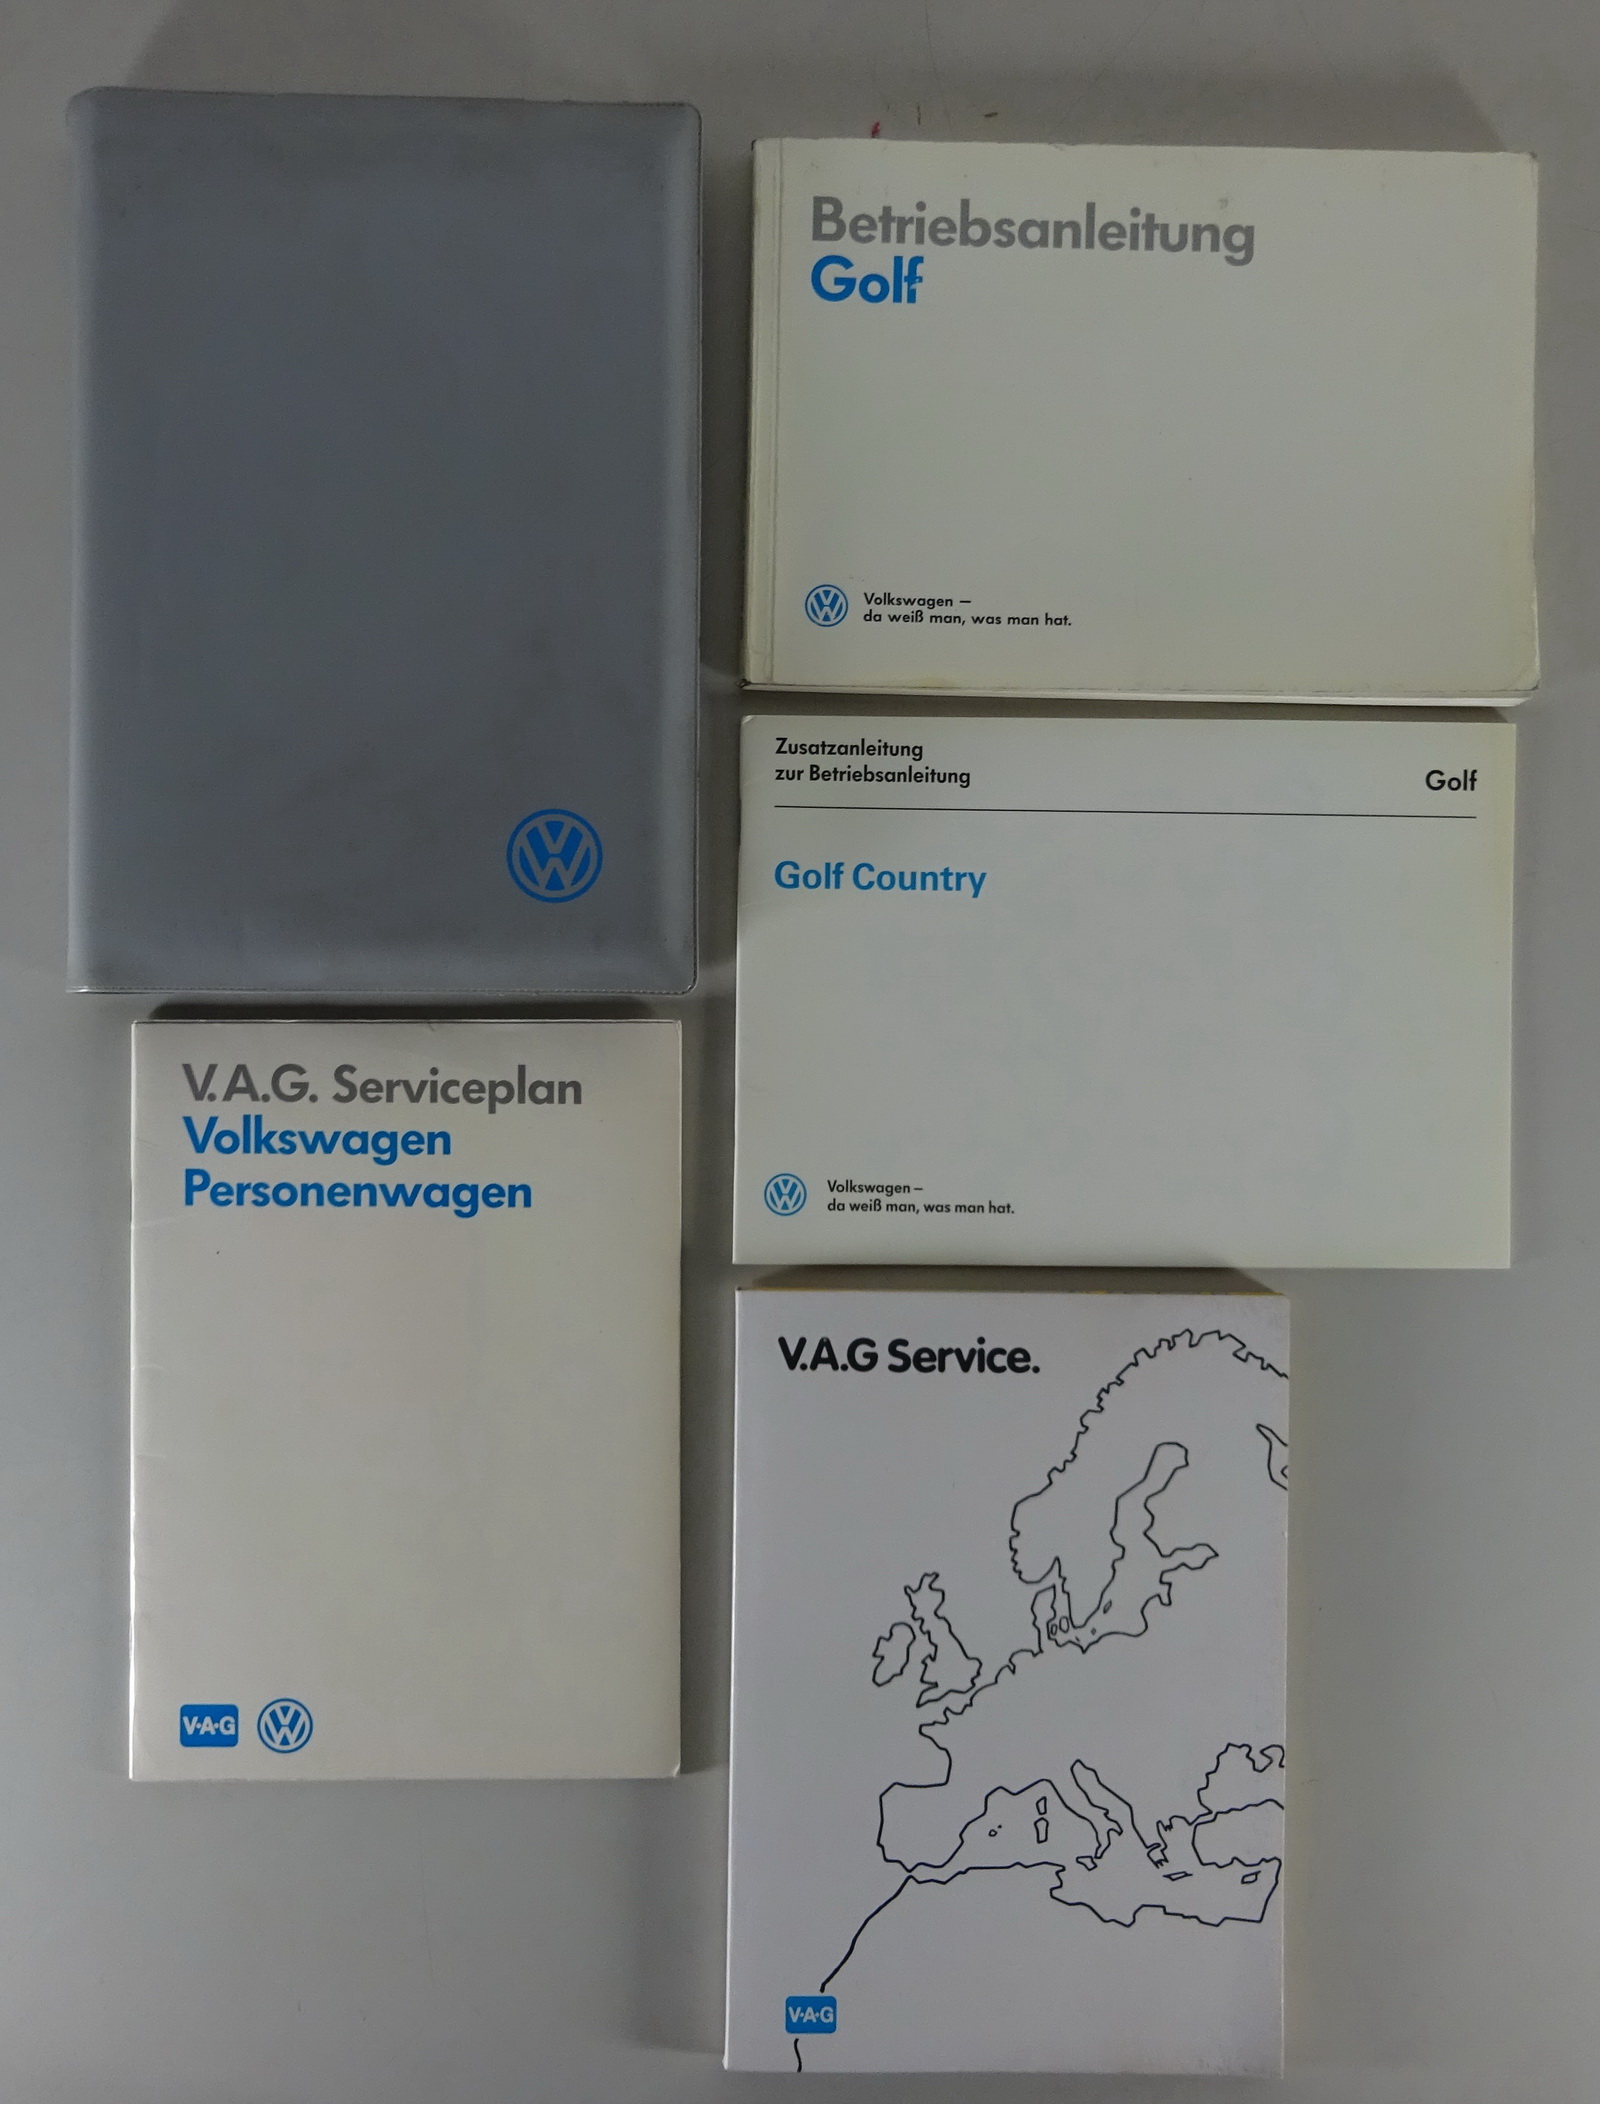 Betriebsanleitung
Golf
Volkswagen –
da weiß man, was man hat.
Zusatzanleitung
zur Betriebsanleitung
Golf
Golf Country
Volkswagen –
da weiß man, was man hat.
V.A.G. Serviceplan
Volkswagen
Personenwagen
V·A·G
V.A.G Service.
V·A·G